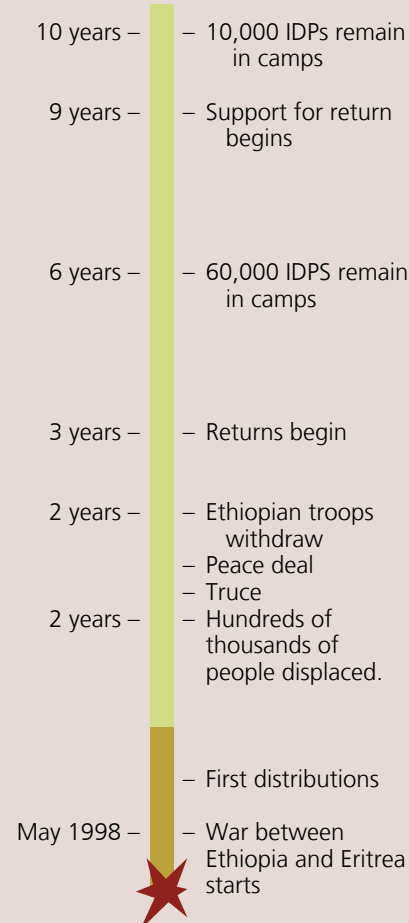 10 years – – 10,000 IDPs remain
in camps
9 years – – Support for return
begins
6 years – – 60,000 IDPS remain
in camps
3 years – – Returns begin
2 years – – Ethiopian troops
withdraw
– Peace deal
– Truce
2 years – – Hundreds of
thousands of
people displaced.
– First distributions
May 1998 – – War between
Ethiopia and Eritrea
starts